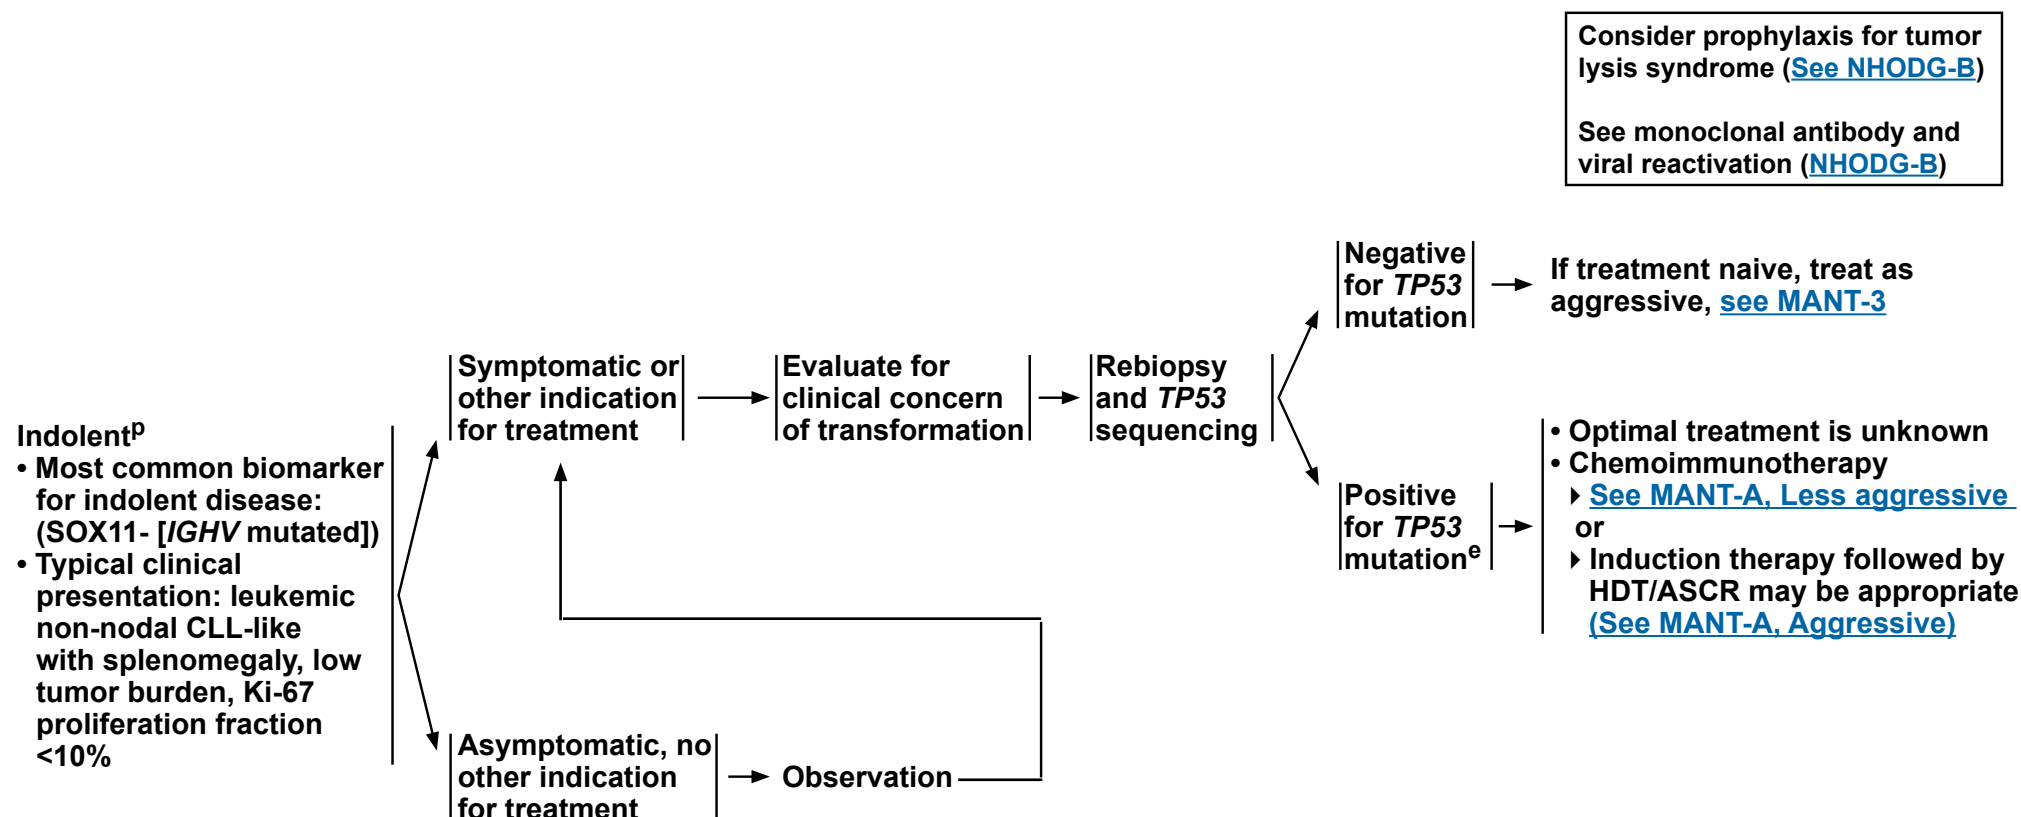 Consider prophylaxis for tumor
lysis syndrome (See NHODG-B)
See monoclonal antibody and
viral reactivation (NHODG-B)
Indolentᵖ
• Most common biomarker
for indolent disease:
(SOX11- [IGHV mutated])
• Typical clinical
presentation: leukemic
non-nodal CLL-like
with splenomegaly, low
tumor burden, Ki-67
proliferation fraction
<10%
Symptomatic or
other indication
for treatment
Evaluate for
clinical concern
of transformation
Rebiopsy
and TP53
sequencing
Negative
for TP53
mutation
If treatment naive, treat as
aggressive, see MANT-3
Positive
for TP53
mutationᵉ
• Optimal treatment is unknown
• Chemoimmunotherapy
▸ See MANT-A, Less aggressive
or
▸ Induction therapy followed by
HDT/ASCR may be appropriate
(See MANT-A, Aggressive)
Asymptomatic, no
other indication
for treatment
Observation